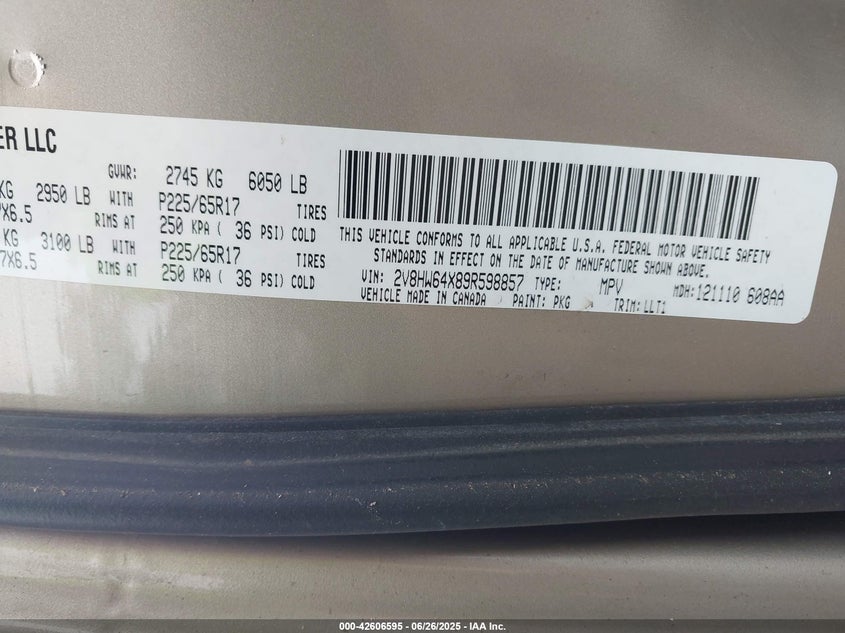 ER LLC
GVWR: 2745 KG 6050 LB
KG 2950 LB WITH P225/65R17 TIRES
7X6.5 RIMS AT 250 KPA ( 36 PSI) COLD
KG 3100 LB WITH P225/65R17 TIRES
7X6.5 RIMS AT 250 KPA ( 36 PSI) COLD
THIS VEHICLE CONFORMS TO ALL APPLICABLE U.S.A. FEDERAL MOTOR VEHICLE SAFETY
STANDARDS IN EFFECT ON THE DATE OF MANUFACTURE SHOWN ABOVE.
VIN: 2V8HW64X89R598857 TYPE: MPV MDH:121110 608AA
VEHICLE MADE IN CANADA PAINT: PKG TRIM:LLT1
000-42606595 - 06/26/2025 - IAA Inc.